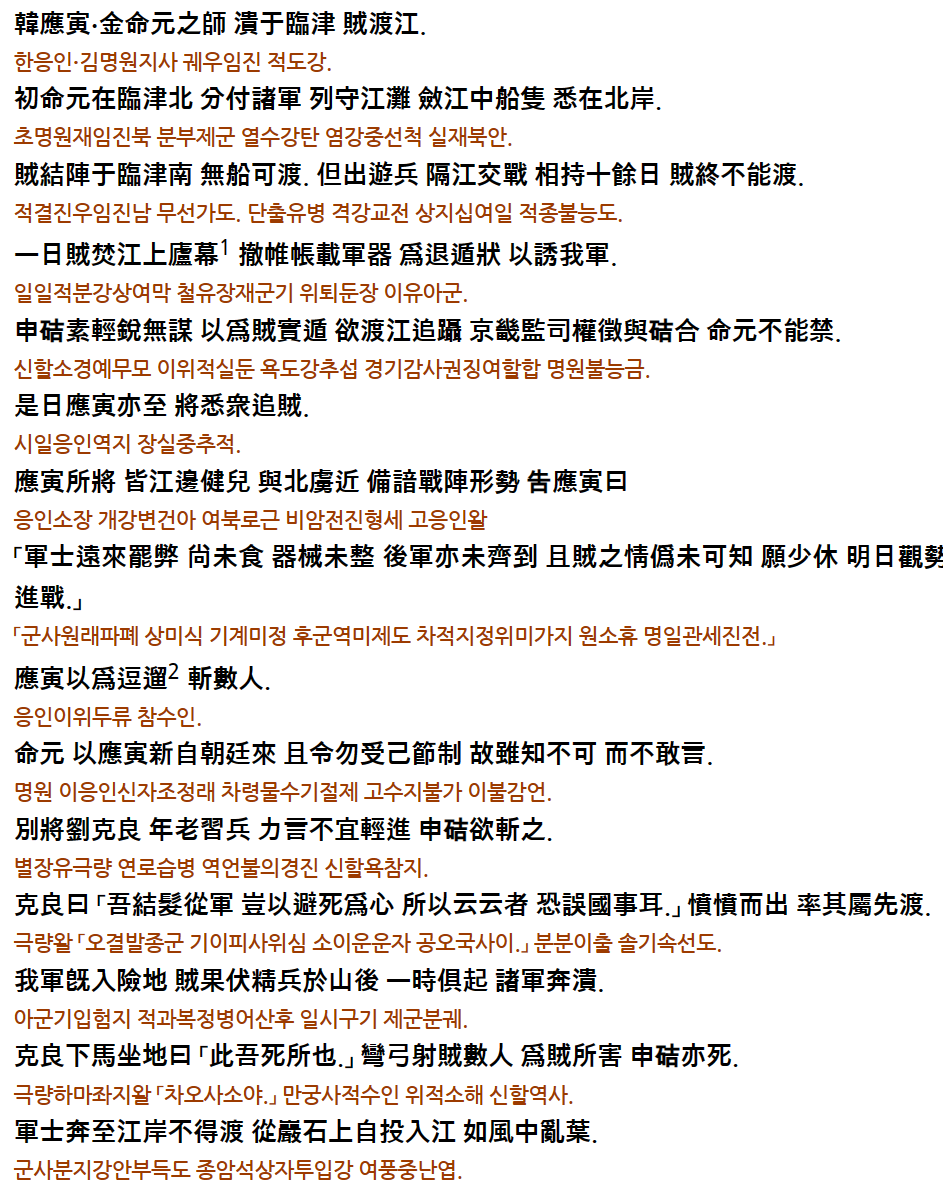 韓應寅·金命元之師 潰于臨津 賊渡江.
한응인·김명원지사 궤우임진 적도강.
初命元在臨津北 分付諸軍 列守江灘 斂江中船隻 悉在北岸.
초명원재임진북 분부제군 열수강탄 염강중선척 실재북안.
賊結陣于臨津南 無船可渡. 但出遊兵 隔江交戰 相持十餘日 賊終不能渡.
적결진우임진남 무선가도. 단출유병 격강교전 상지십여일 적종불능도.
一日賊焚江上廬幕1 撤帷帳載軍器 爲退遁狀 以誘我軍.
일일적분강상여막 철유장재군기 위퇴둔장 이유아군.
申硈素輕銳無謀 以爲賊實遁 欲渡江追躡 京畿監司權徵與硈合 命元不能禁.
신할소경예무모 이위적실둔 욕도강추섭 경기감사권징여할합 명원불능금.
是日應寅亦至 將悉衆追賊.
시일응인역지 장실중추적.
應寅所將 皆江邊健兒 與北虜近 備諳戰陣形勢 告應寅曰
응인소장 개강변건아 여북로근 비암전진형세 고응인왈
「軍士遠來罷弊 尙未食 器械未整 後軍亦未齊到 且賊之情僞未可知 願少休 明日觀勢
進戰.」
「군사원래파폐 상미식 기계미정 후군역미제도 차적지정위미가지 원소휴 명일관세진전.」
應寅以爲逗遛2 斬數人.
응인이위두류 참수인.
命元 以應寅新自朝廷來 且令勿受己節制 故雖知不可 而不敢言.
명원 이응인신자조정래 차령물수기절제 고수지불가 이불감언.
別將劉克良 年老習兵 力言不宜輕進 申硈欲斬之.
별장유극량 연로습병 역언불의경진 신할욕참지.
克良曰「吾結髮從軍 豈以避死爲心 所以云云者 恐誤國事耳.」憤憤而出 率其屬先渡.
극량왈「오결발종군 기이피사위심 소이운운자 공오국사이.」분분이출 솔기속선도.
我軍旣入險地 賊果伏精兵於山後 一時俱起 諸軍奔潰.
아군기입험지 적과복정병어산후 일시구기 제군분궤.
克良下馬坐地曰「此吾死所也.」彎弓射賊數人 爲賊所害 申硈亦死.
극량하마좌지왈「차오사소야.」만궁사적수인 위적소해 신할역사.
軍士奔至江岸不得渡 從巖石上自投入江 如風中亂葉.
군사분지강안부득도 종암석상자투입강 여풍중난엽.